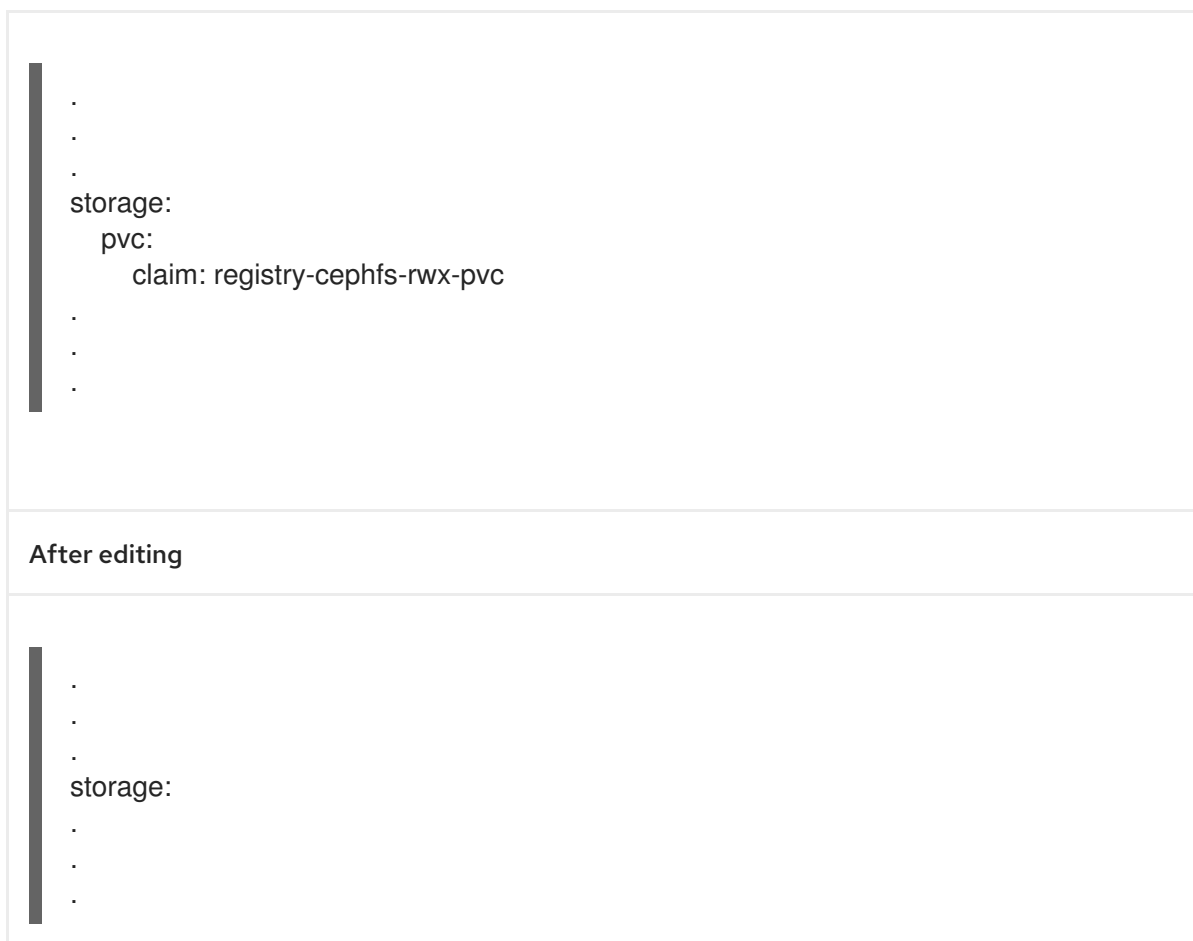 .
.
.
storage:
pvc:
claim: registry-cephfs-rwx-pvc
.
.
.
After editing
.
.
.
storage:
.
.
.